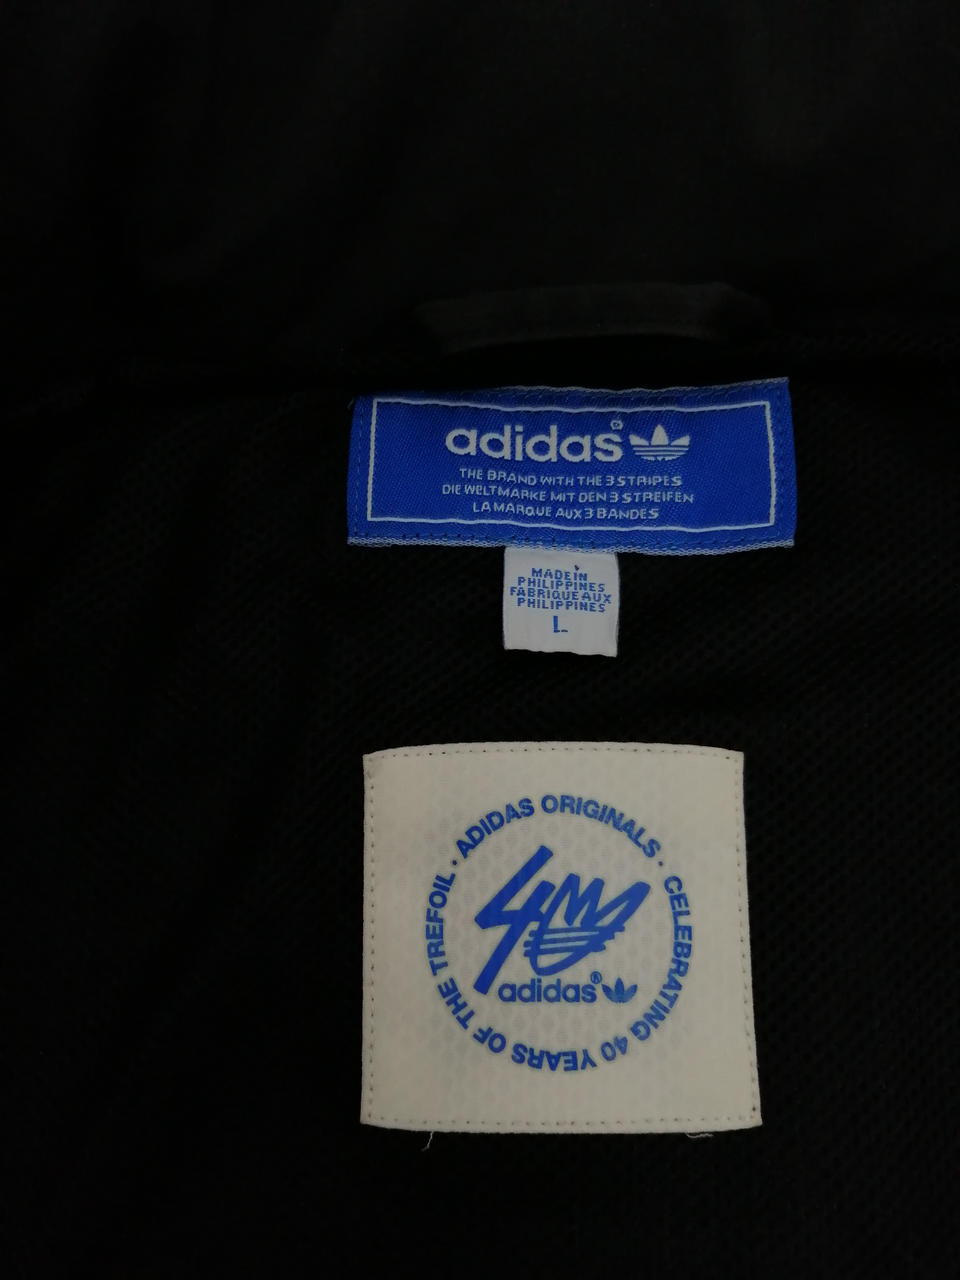 adidas®
THE BRAND WITH THE 3 STRIPES
DIE WELTMARKE MIT DEN 3 STREIFEN
LA MARQUE AUX 3 BANDES
MADE IN
PHILIPPINES
FABRIQUE AUX
PHILIPPINES
L
· ADIDAS ORIGINALS · CELEBRATING 40 YEARS OF THE TREFOIL
40
adidas®